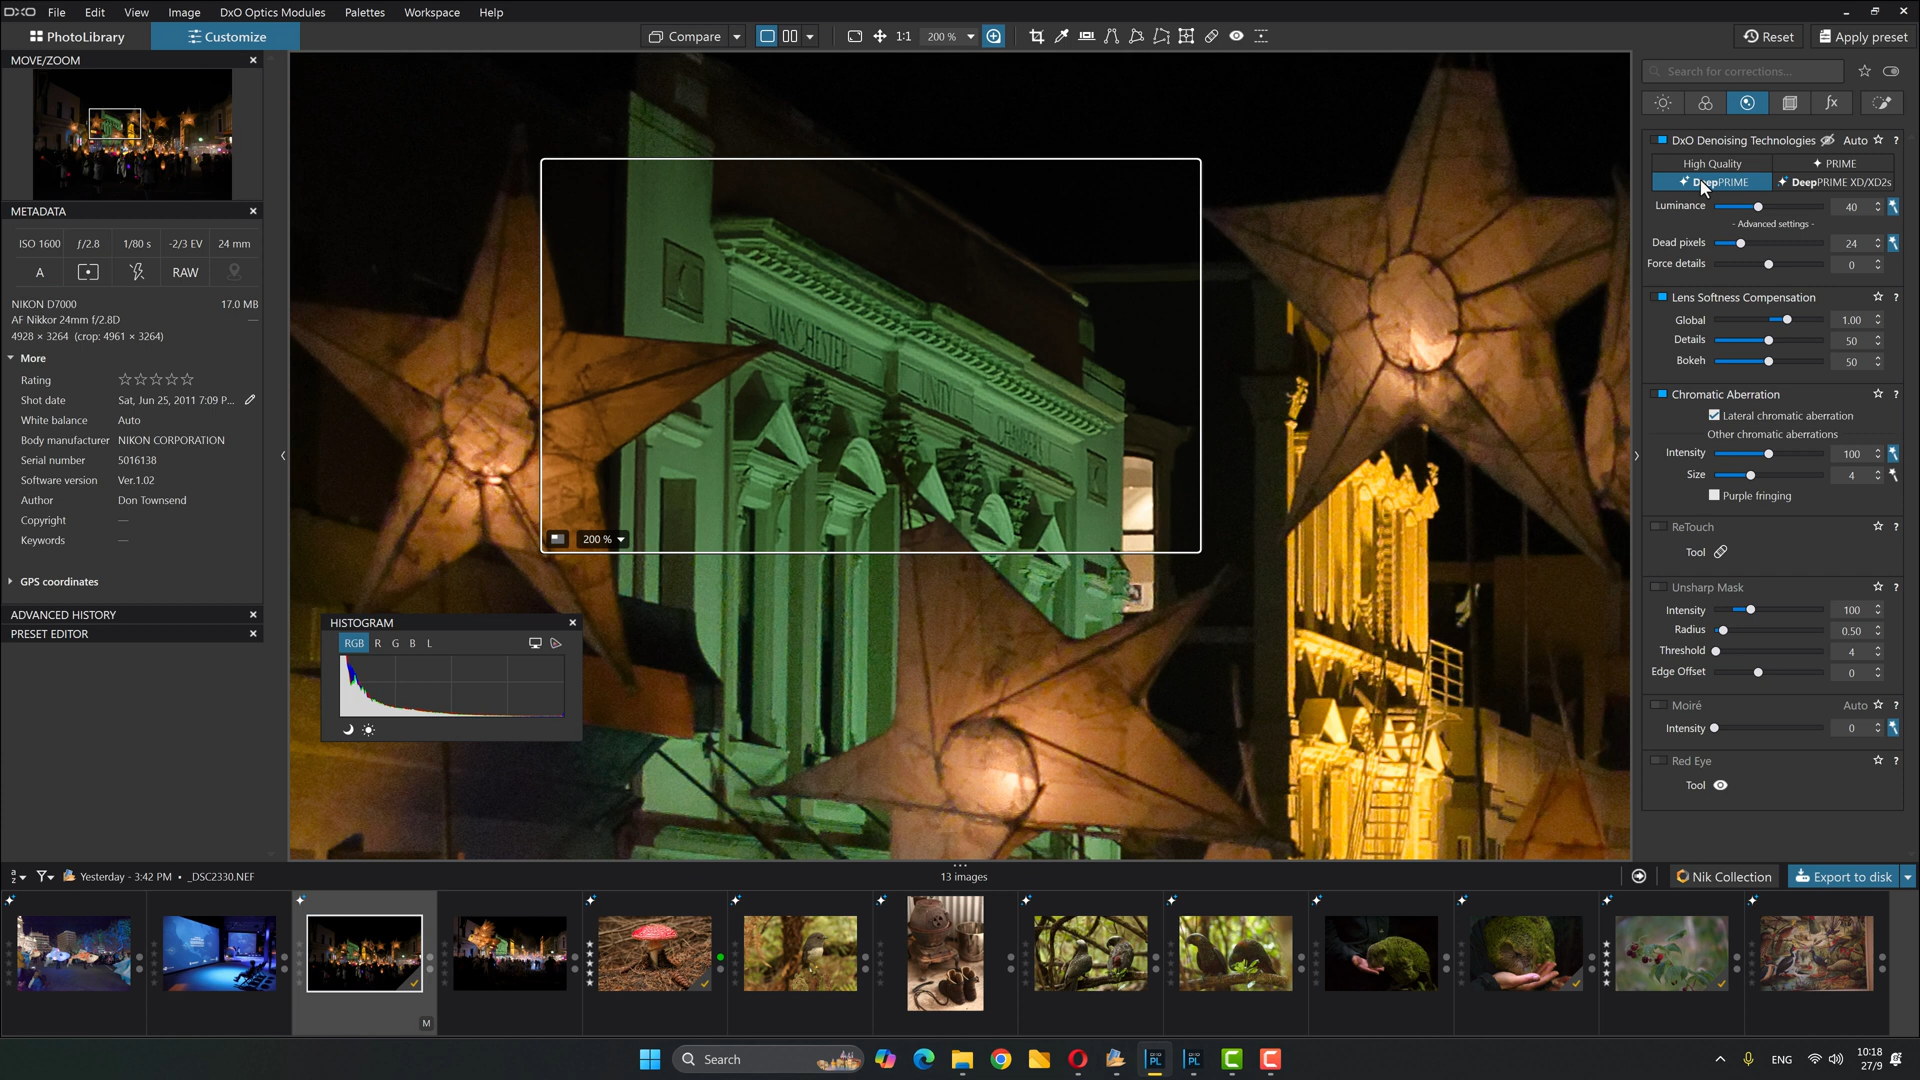 DXO File Edit View Image DxO Optics Modules Palettes Workspace Help
PhotoLibrary Customize Compare 1:1 200 % Reset Apply preset
MOVE/ZOOM
Search for corrections...
METADATA
ISO 1600 ƒ/2.8 1/80 s -2/3 EV 24 mm
A RAW
NIKON D7000 17.0 MB
AF Nikkor 24mm f/2.8D —
4928 × 3264 (crop: 4961 × 3264)
More
Rating
Shot date Sat, Jun 25, 2011 7:09 P...
White balance Auto
Body manufacturer NIKON CORPORATION
Serial number 5016138
Software version Ver.1.02
Author Don Townsend
Copyright —
Keywords —
GPS coordinates
ADVANCED HISTORY
PRESET EDITOR
MANCHESTER
UNITY
200 %
HISTOGRAM
RGB R G B L
DxO Denoising Technologies Auto ?
High Quality PRIME
DeepPRIME DeepPRIME XD/XD2s
Luminance 40
- Advanced settings -
Dead pixels 24
Force details 0
Lens Softness Compensation ?
Global 1.00
Details 50
Bokeh 50
Chromatic Aberration ?
Lateral chromatic aberration
Other chromatic aberrations
Intensity 100
Size 4
Purple fringing
ReTouch ?
Tool
Unsharp Mask ?
Intensity 100
Radius 0.50
Threshold 4
Edge Offset 0
Moiré Auto ?
Intensity 0
Red Eye ?
Tool
Yesterday - 3:42 PM • _DSC2330.NEF 13 images Nik Collection Export to disk
M
Search
PL PL
ENG
10:18
27/9